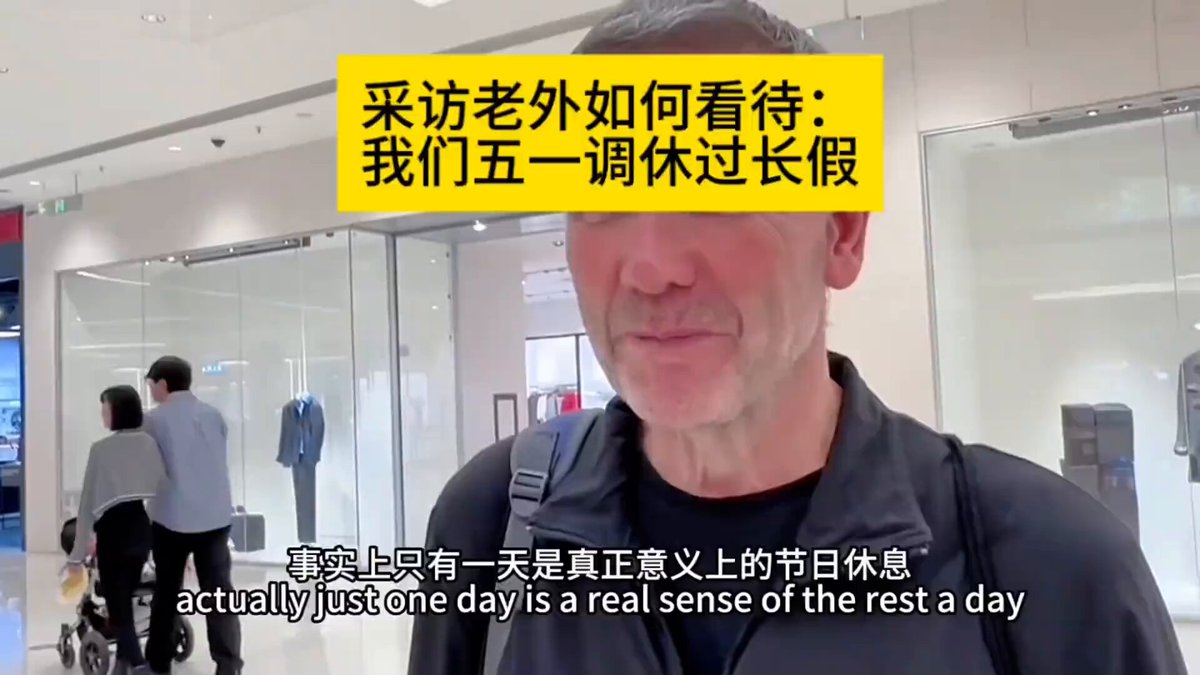 采访老外如何看待：
我们五一调休过长假
事实上只有一天是真正意义上的节日休息
actually just one day is a real sense of the rest a day